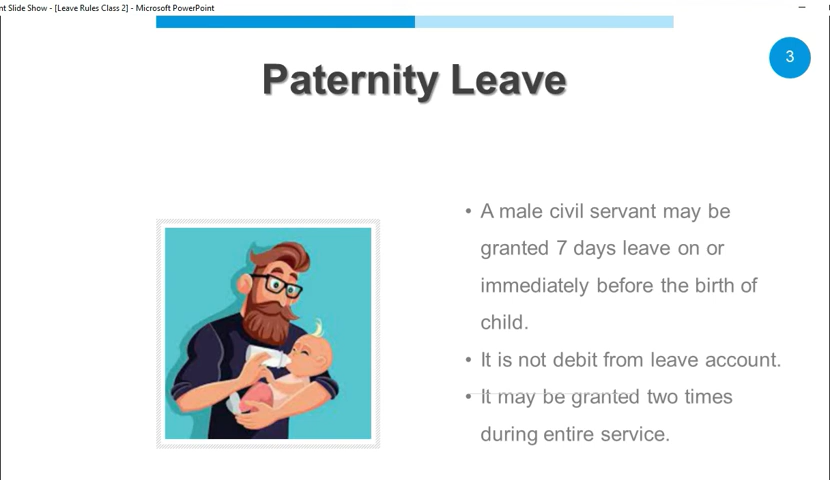 nt Slide Show - [Leave Rules Class 2] - Microsoft PowerPoint
3
Paternity Leave
• A male civil servant may be
granted 7 days leave on or
immediately before the birth of
child.
• It is not debit from leave account.
• It may be granted two times
during entire service.